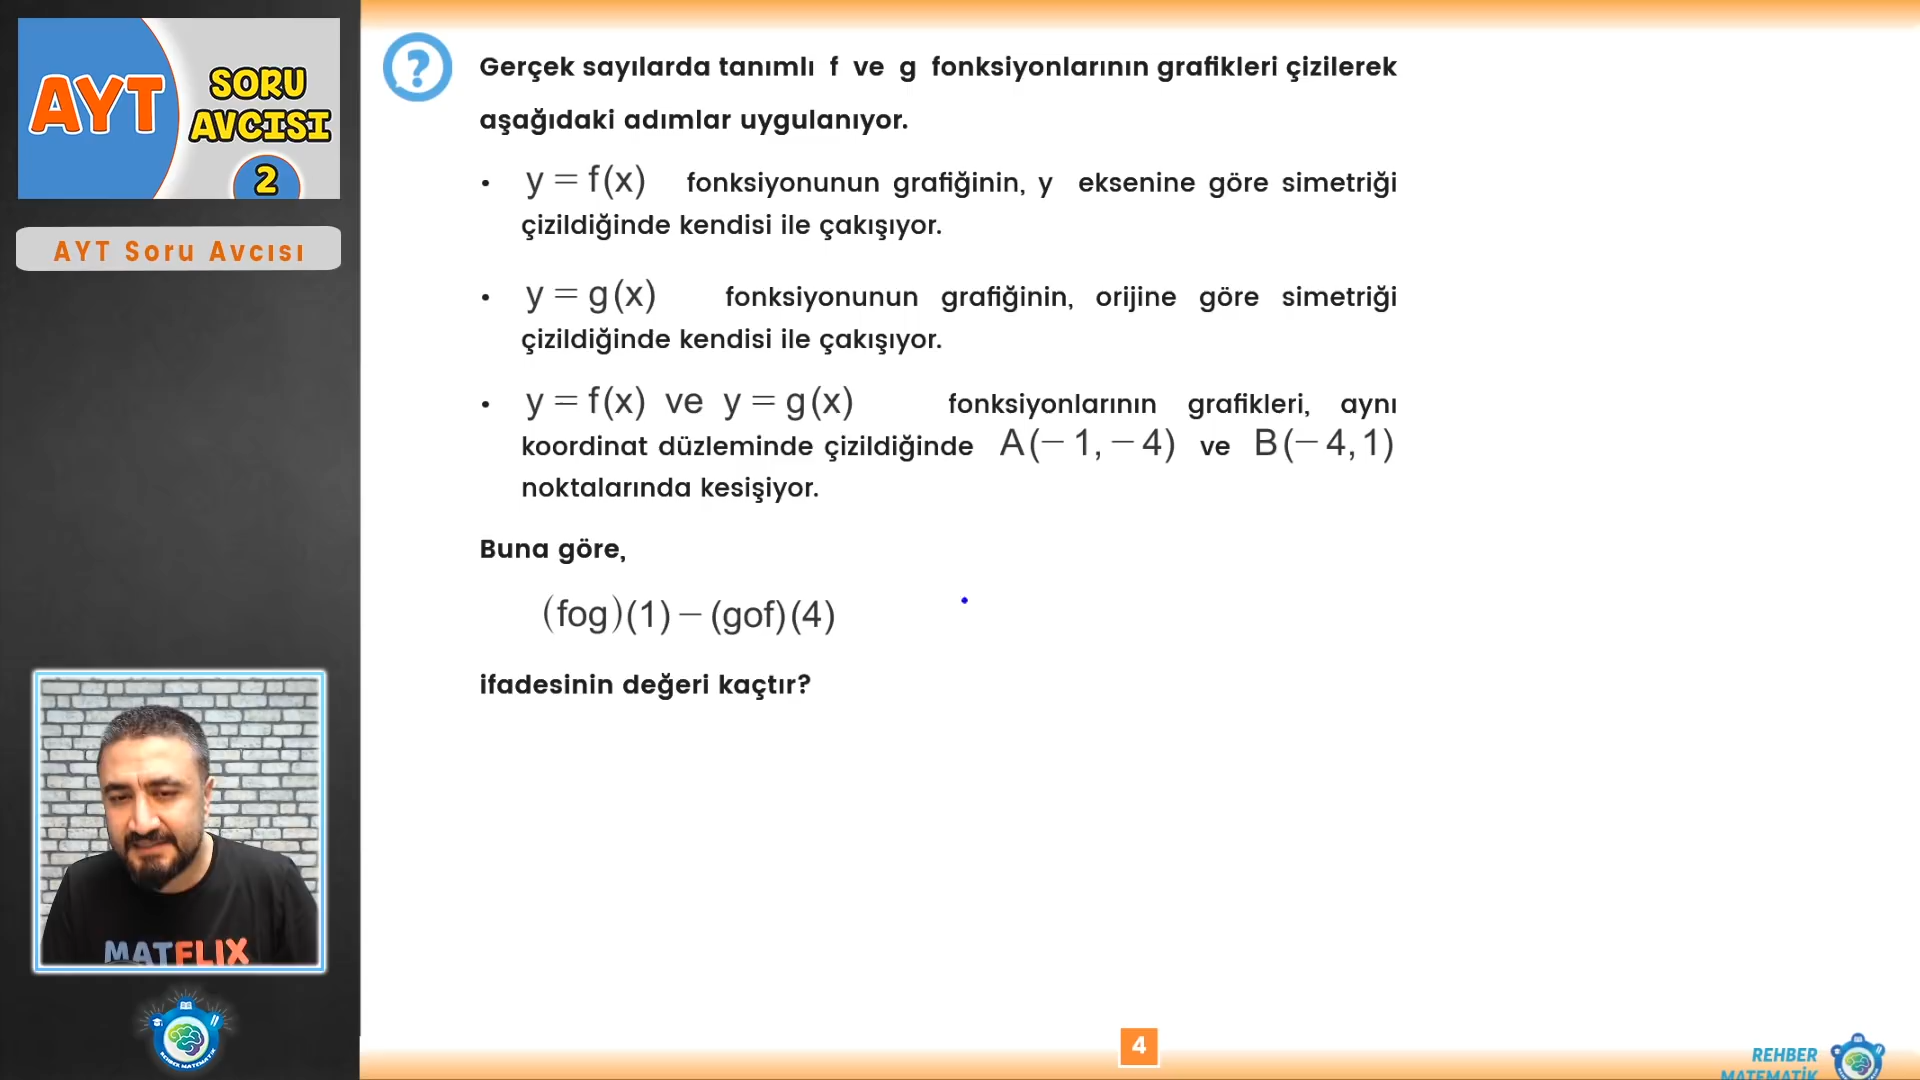 AYT
SORU
AVCISI
2
AYT Soru Avcısı
?
Gerçek sayılarda tanımlı f ve g fonksiyonlarının grafikleri çizilerek
aşağıdaki adımlar uygulanıyor.
• y = f(x) fonksiyonunun grafiğinin, y eksenine göre simetriği
çizildiğinde kendisi ile çakışıyor.
• y = g(x) fonksiyonunun grafiğinin, orijine göre simetriği
çizildiğinde kendisi ile çakışıyor.
• y = f(x) ve y = g(x) fonksiyonlarının grafikleri, aynı
koordinat düzleminde çizildiğinde A(−1,−4) ve B(−4,1)
noktalarında kesişiyor.
Buna göre,
(fog)(1) − (gof)(4)
ifadesinin değeri kaçtır?
MATFLIX
REHBER MATEMATİK
4
REHBER
MATEMATİK